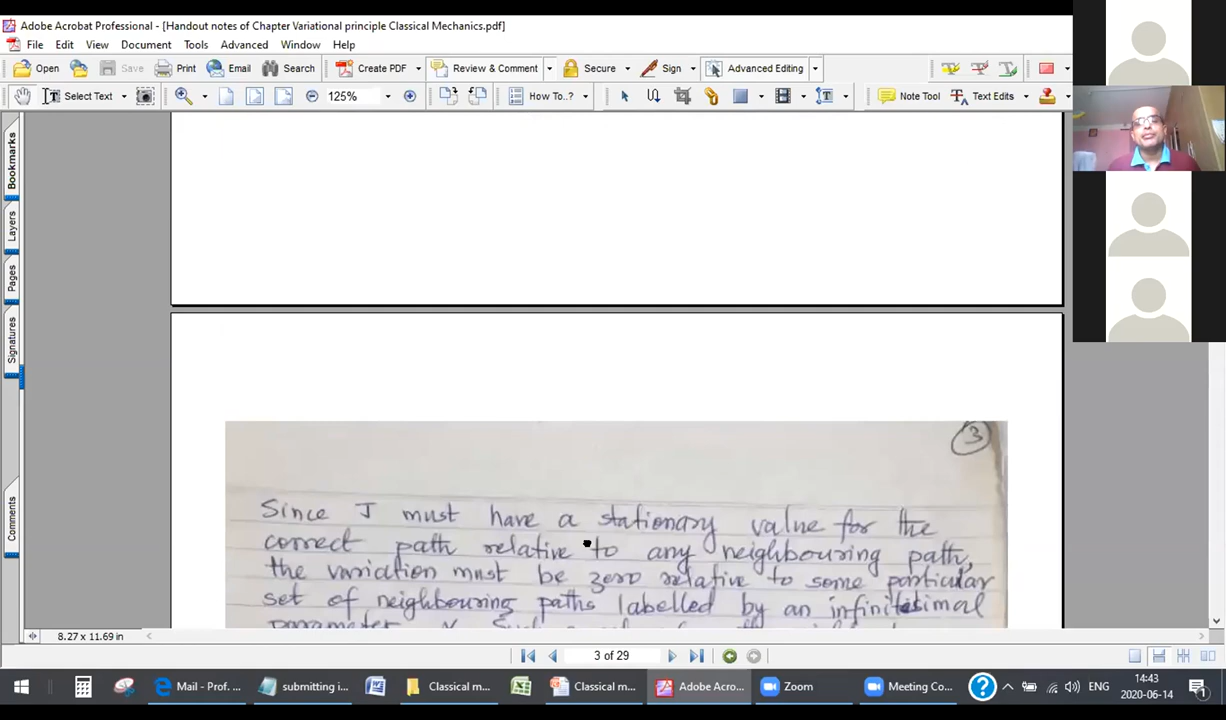 Adobe Acrobat Professional - [Handout notes of Chapter Variational principle Classical Mechanics.pdf]
File Edit View Document Tools Advanced Window Help
Open Save Print Email Search Create PDF Review & Comment Secure Sign Advanced Editing
Select Text 125% How To..? Note Tool Text Edits
Bookmarks
Layers
Pages
Signatures
Comments
3
Since J must have a stationary value for the
correct path relative to any neighbouring path,
the variation must be zero relative to some particular
set of neighbouring paths labelled by an infinitesimal
8.27 x 11.69 in
3 of 29
Mail - Prof. ... submitting i... Classical m... Classical m... Adobe Acro... Zoom Meeting Co... ENG 14:43
2020-06-14 1